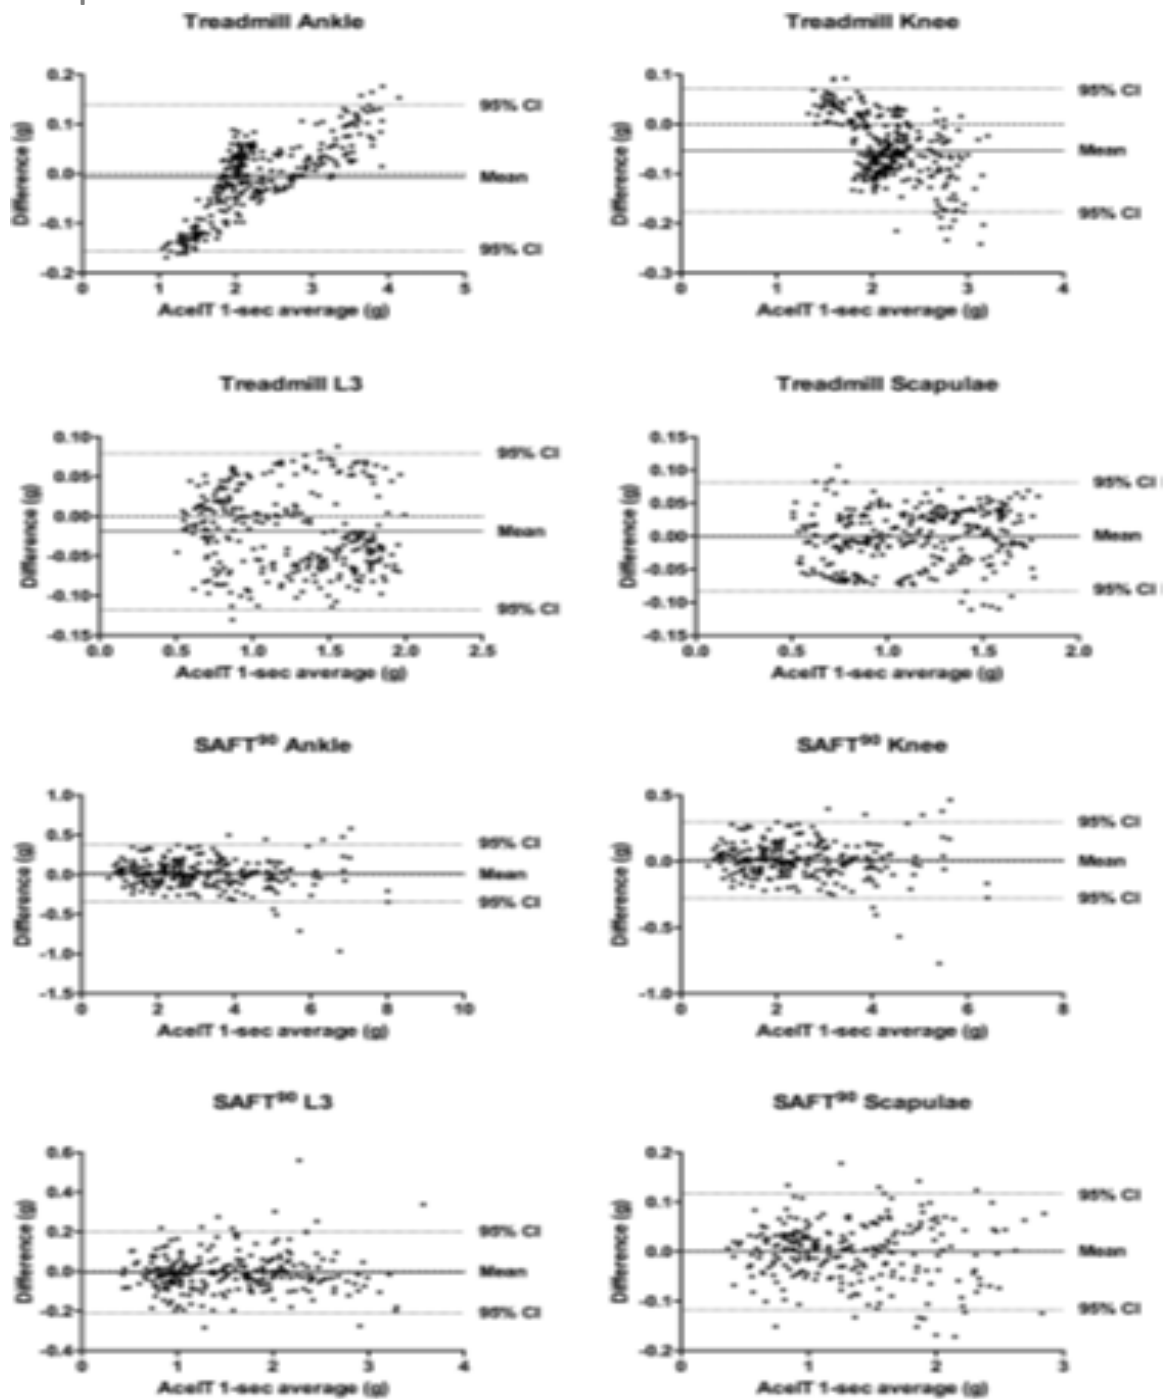 Treadmill Ankle
0.2
0.1
0.0
-0.1
-0.2
0 1 2 3 4 5
Difference (g)
AcelT 1-sec average (g)
95% CI
Mean
95% CI
Treadmill Knee
0.1
0.0
-0.1
-0.2
-0.3
0 1 2 3 4
Difference (g)
AcelT 1-sec average (g)
95% CI
Mean
95% CI
Treadmill L3
0.10
0.05
0.00
-0.05
-0.10
-0.15
0.0 0.5 1.0 1.5 2.0 2.5
Difference (g)
AcelT 1-sec average (g)
95% CI
Mean
95% CI
Treadmill Scapulae
0.15
0.10
0.05
0.00
-0.05
-0.10
-0.15
0.0 0.5 1.0 1.5 2.0
Difference (g)
AcelT 1-sec average (g)
95% CI
Mean
95% CI
SAFT⁹⁰ Ankle
1.0
0.5
0.0
-0.5
-1.0
-1.5
0 2 4 6 8 10
Difference (g)
AcelT 1-sec average (g)
95% CI
Mean
95% CI
SAFT⁹⁰ Knee
0.5
0.0
-0.5
-1.0
0 2 4 6 8
Difference (g)
AcelT 1-sec average (g)
95% CI
Mean
95% CI
SAFT⁹⁰ L3
0.6
0.4
0.2
0.0
-0.2
-0.4
0 1 2 3 4
Difference (g)
AcelT 1-sec average (g)
95% CI
Mean
95% CI
SAFT⁹⁰ Scapulae
0.2
0.1
0.0
-0.1
-0.2
0 1 2 3
Difference (g)
AcelT 1-sec average (g)
95% CI
Mean
95% CI